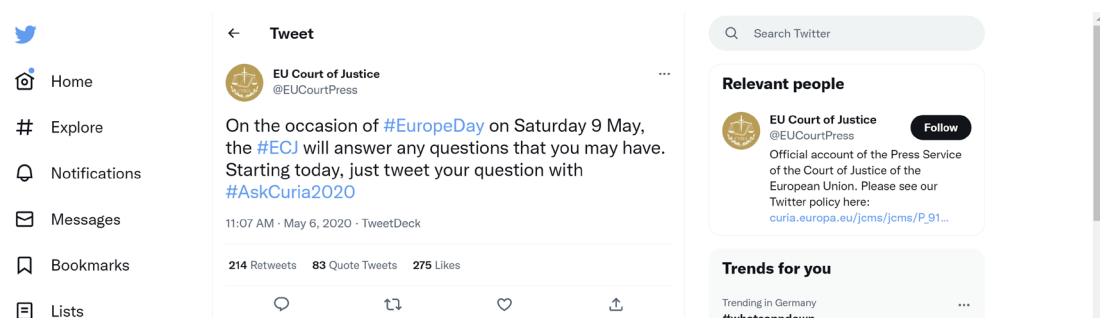 Home
Explore
Notifications
Messages
Bookmarks
Lists
Tweet
EU Court of Justice
@EUCourtPress
On the occasion of #EuropeDay on Saturday 9 May,
the #ECJ will answer any questions that you may have.
Starting today, just tweet your question with
#AskCuria2020
11:07 AM · May 6, 2020 · TweetDeck
214 Retweets 83 Quote Tweets 275 Likes
Search Twitter
Relevant people
EU Court of Justice
@EUCourtPress
Follow
Official account of the Press Service
of the Court of Justice of the
European Union. Please see our
Twitter policy here:
curia.europa.eu/jcms/jcms/P_91...
Trends for you
Trending in Germany